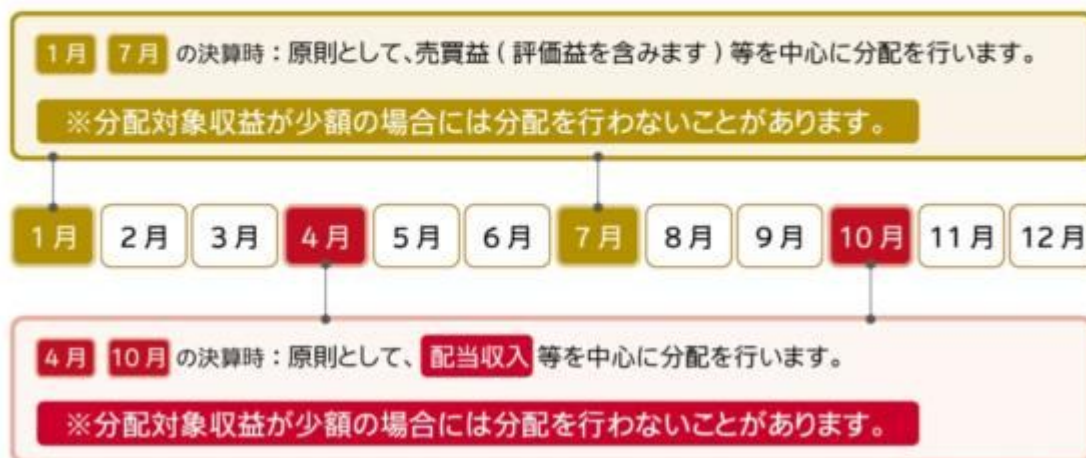 1月 7月 の決算時：原則として、売買益（評価益を含みます）等を中心に分配を行います。
※分配対象収益が少額の場合には分配を行わないことがあります。
1月 2月 3月 4月 5月 6月 7月 8月 9月 10月 11月 12月
4月 10月 の決算時：原則として、配当収入等を中心に分配を行います。
※分配対象収益が少額の場合には分配を行わないことがあります。